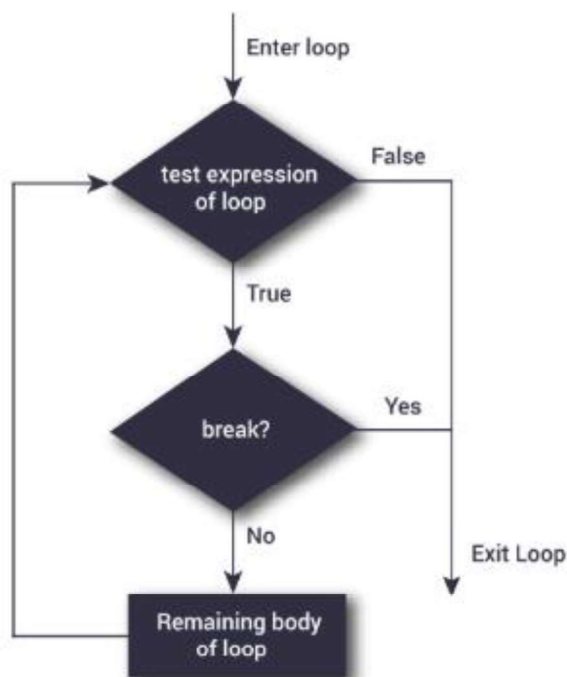 Enter loop
test expression
of loop
False
True
break?
Yes
No
Exit Loop
Remaining body
of loop